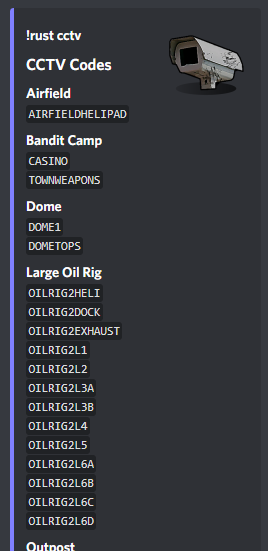 !rust cctv
CCTV Codes
Airfield
AIRFIELDHELIPAD
Bandit Camp
CASINO
TOWNWEAPONS
Dome
DOME1
DOMETOPS
Large Oil Rig
OILRIG2HELI
OILRIG2DOCK
OILRIG2EXHAUST
OILRIG2L1
OILRIG2L2
OILRIG2L3A
OILRIG2L3B
OILRIG2L4
OILRIG2L5
OILRIG2L6A
OILRIG2L6B
OILRIG2L6C
OILRIG2L6D
Outpost